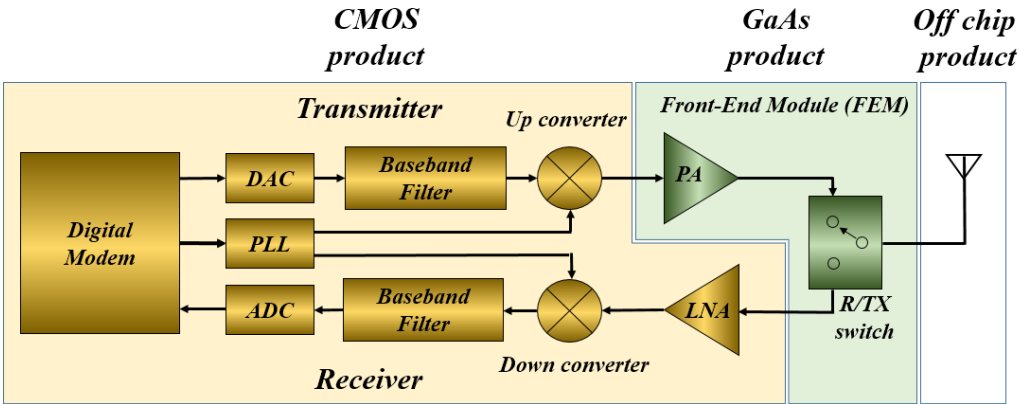 CMOS
product
GaAs
product
Off chip
product
Transmitter
Front-End Module (FEM)
Up converter
Digital
Modem
DAC
Baseband
Filter
PA
PLL
ADC
Baseband
Filter
LNA
R/TX
switch
Down converter
Receiver